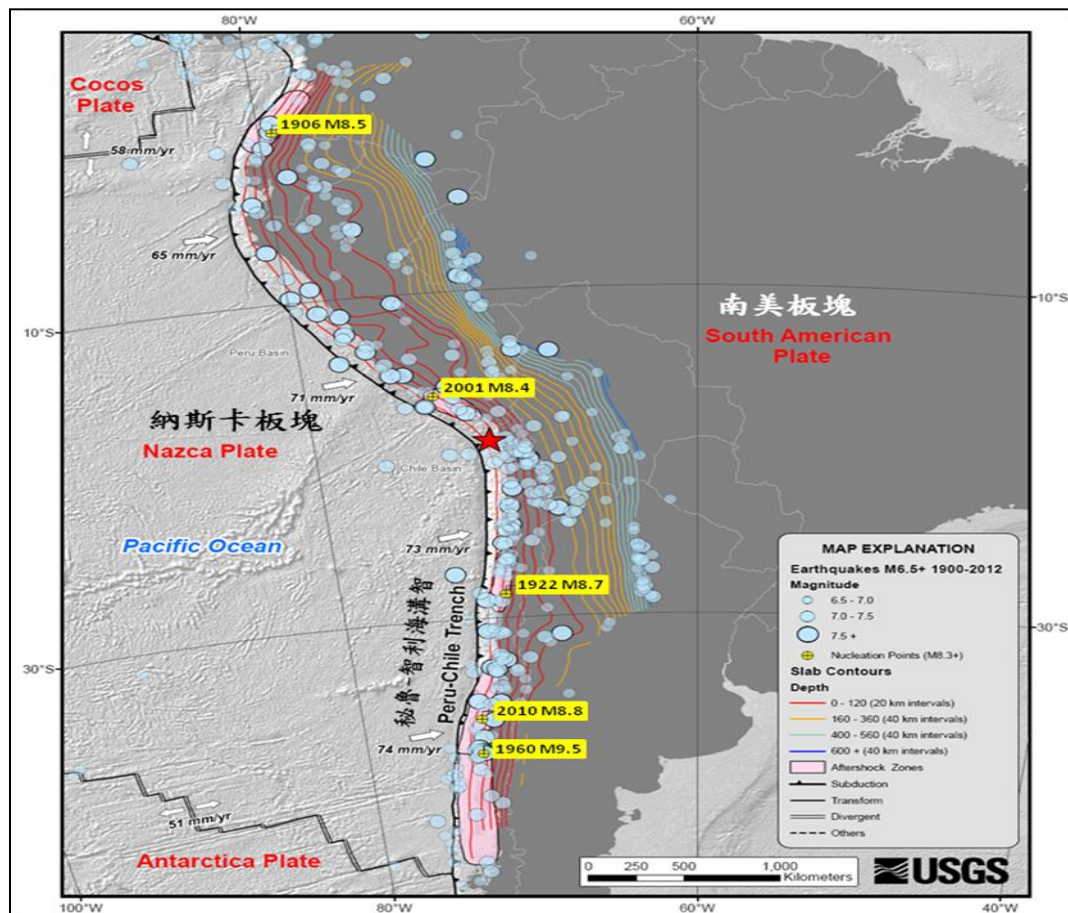 80°W
60°W
Cocos
Plate
1906 M8.5
58 mm/yr
65 mm/yr
南美板塊
10°S
10°S
South American
Plate
Peru Basin
2001 M8.4
71 mm/yr
納斯卡板塊
Nazca Plate
Chile Basin
Pacific Ocean
73 mm/yr
1922 M8.7
秘魯-智利海溝智
Peru-Chile Trench
30°S
30°S
2010 M8.8
74 mm/yr
1960 M9.5
51 mm/yr
Antarctica Plate
MAP EXPLANATION
Earthquakes M6.5+ 1900-2012
Magnitude
6.5 - 7.0
7.0 - 7.5
7.5 +
Nucleation Points (M8.3+)
Slab Contours
Depth
0 - 120 (20 km intervals)
160 - 360 (40 km intervals)
400 - 560 (40 km intervals)
600 + (40 km intervals)
Aftershock Zones
Subduction
Transform
Divergent
Others
0 250 500 1,000
Kilometers
USGS
100°W
80°W
60°W
40°W